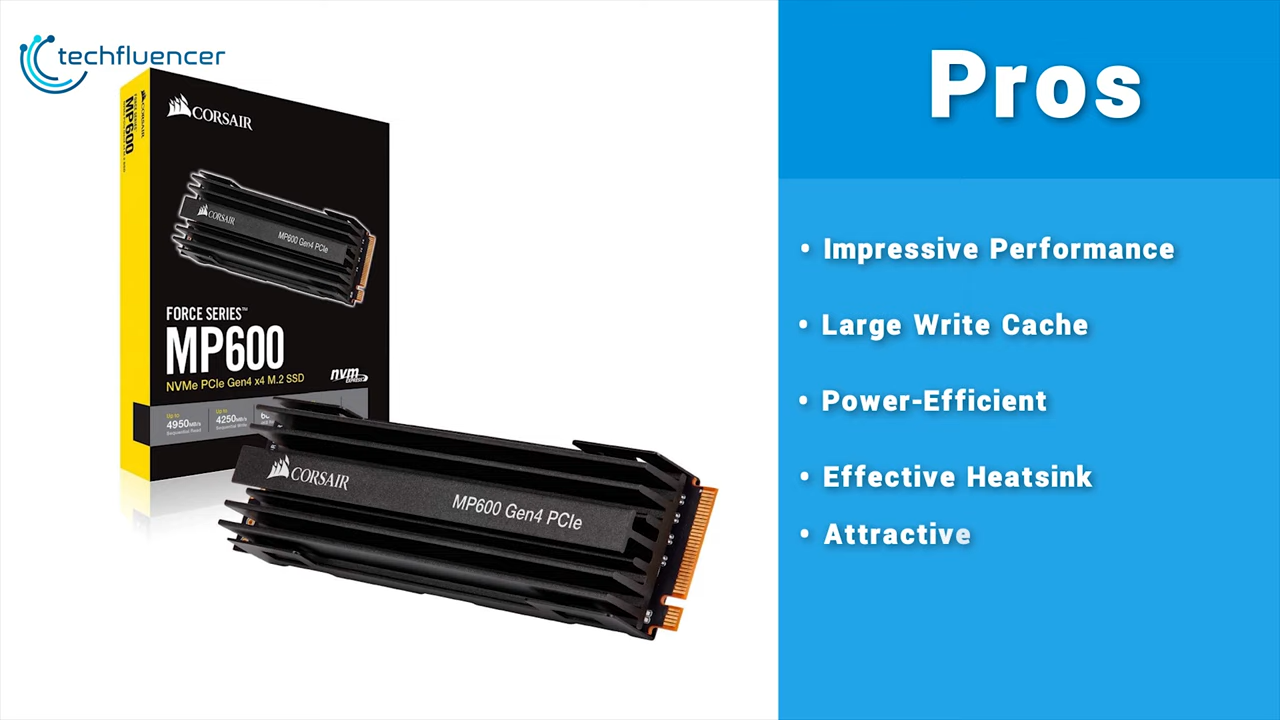 techfluencer
CORSAIR
MP600
CORSAIR
MP600 Gen4 PCIe
FORCE SERIES™
MP600
NVMe PCIe Gen4 x4 M.2 SSD
nvm
EXPRESS
Up to
4950MB/s
Sequential Read
Up to
4250MB/s
Sequential Write
CORSAIR
MP600 Gen4 PCIe
Pros
• Impressive Performance
• Large Write Cache
• Power-Efficient
• Effective Heatsink
• Attractive